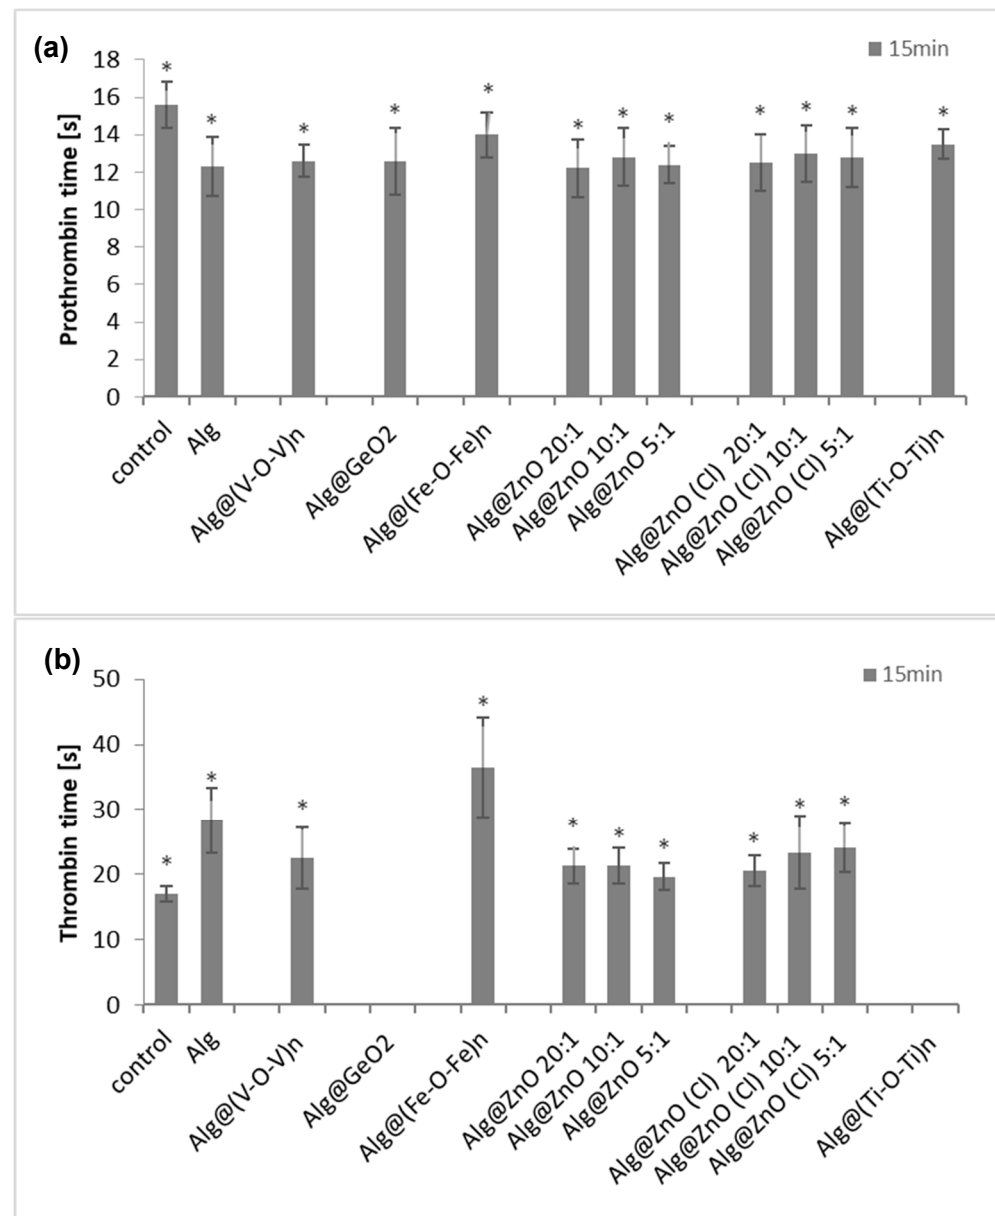 (a)
15min
Prothrombin time [s]
18
16
14
12
10
8
6
4
2
0
* * * * * * * * * * * *
control
Alg
Alg@(V-O-V)n
Alg@GeO2
Alg@(Fe-O-Fe)n
Alg@ZnO 20:1
Alg@ZnO 10:1
Alg@ZnO 5:1
Alg@ZnO (Cl)  20:1
Alg@ZnO (Cl) 10:1
Alg@ZnO (Cl) 5:1
Alg@(Ti-O-Ti)n
(b)
15min
Thrombin time [s]
50
40
30
20
10
0
* * * * * * * * * *
control
Alg
Alg@(V-O-V)n
Alg@GeO2
Alg@(Fe-O-Fe)n
Alg@ZnO 20:1
Alg@ZnO 10:1
Alg@ZnO 5:1
Alg@ZnO (Cl)  20:1
Alg@ZnO (Cl) 10:1
Alg@ZnO (Cl) 5:1
Alg@(Ti-O-Ti)n